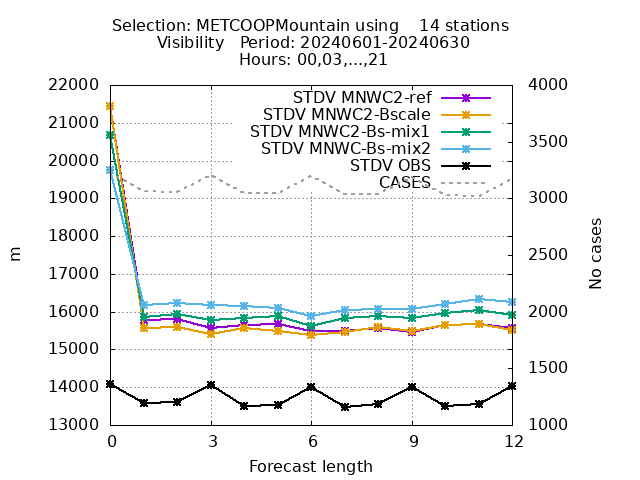 Selection: METCOOPMountain using    14 stations
Visibility   Period: 20240601-20240630
Hours: 00,03,...,21
22000
21000
20000
19000
18000
17000
16000
15000
14000
13000
4000
3500
3000
2500
2000
1500
1000
STDV MNWC2-ref
STDV MNWC2-Bscale
STDV MNWC2-Bs-mix1
STDV MNWC-Bs-mix2
STDV OBS
CASES
m
No cases
0 3 6 9 12
Forecast length